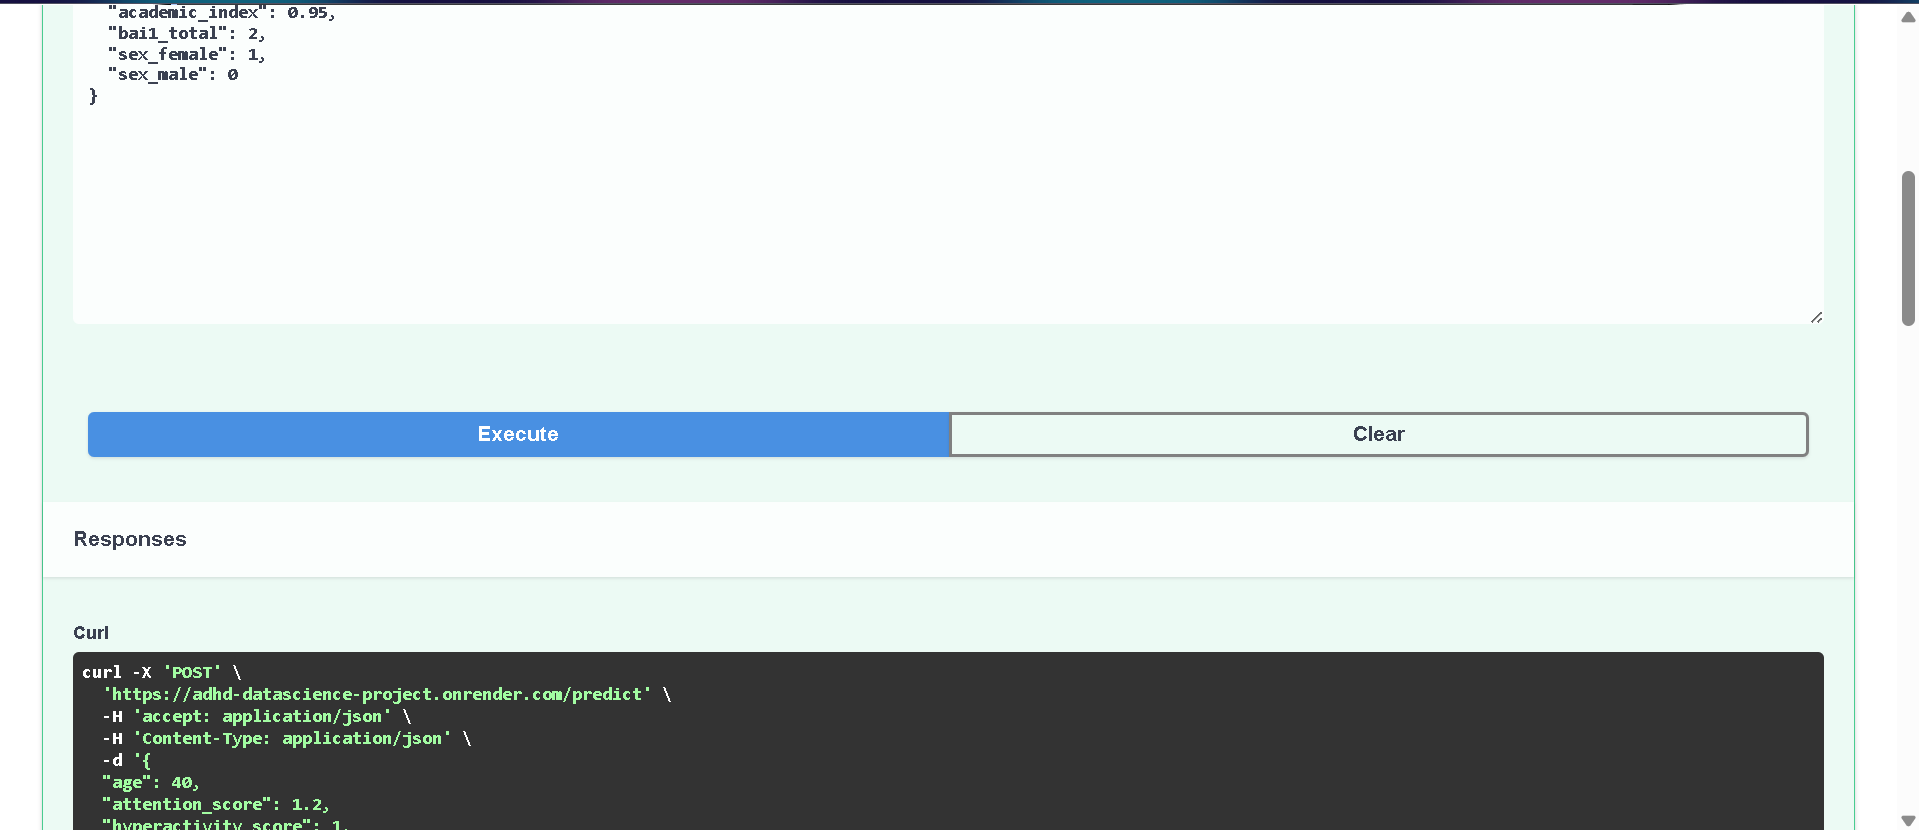 "academic_index": 0.95,
"bai1_total": 2,
"sex_female": 1,
"sex_male": 0
}
Execute
Clear
Responses
Curl
curl -X 'POST' \
'https://adhd-datascience-project.onrender.com/predict' \
-H 'accept: application/json' \
-H 'Content-Type: application/json' \
-d '{
"age": 40,
"attention_score": 1.2,
"hyperactivity_score": 1,